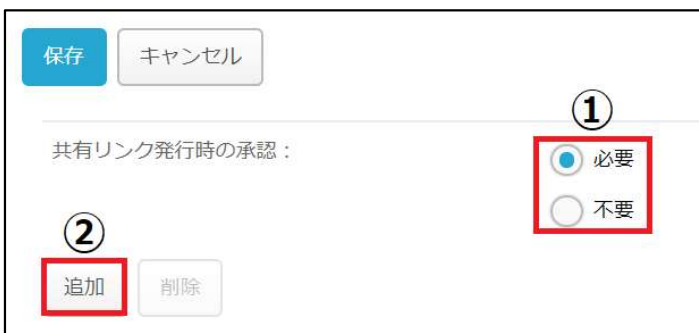 保存 キャンセル
①
共有リンク発行時の承認：
必要
不要
②
追加 削除